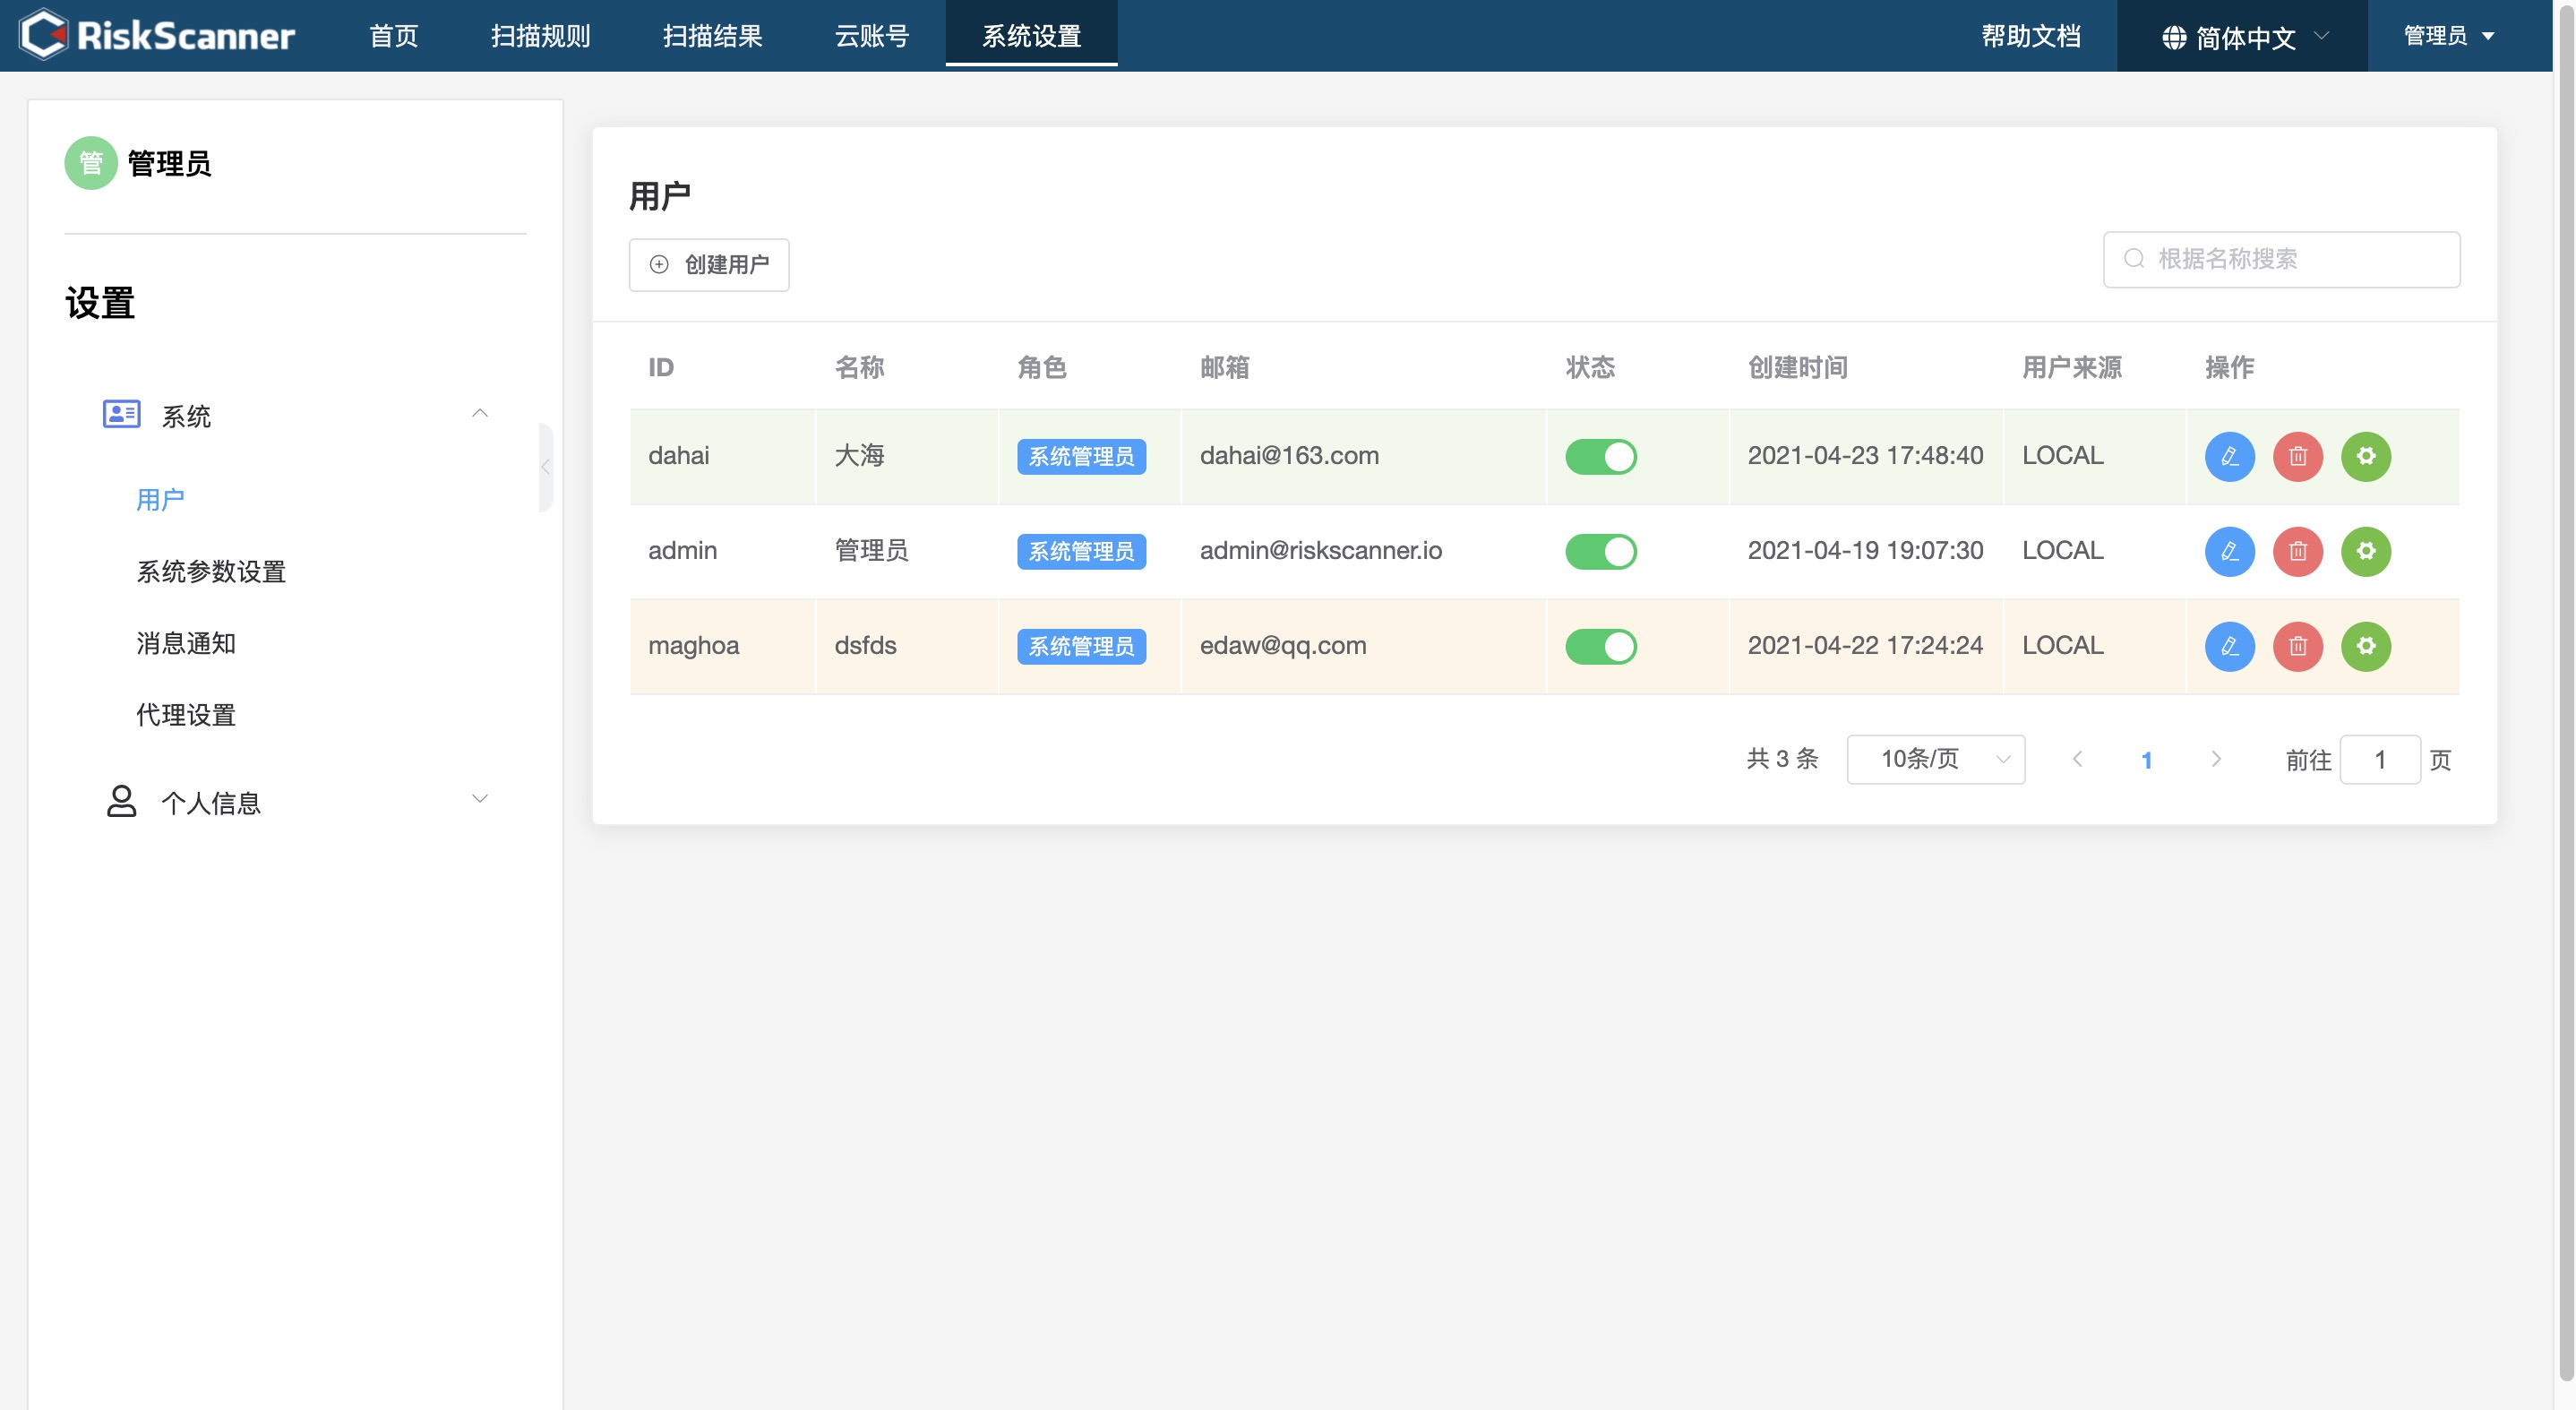 RiskScanner 首页 扫描规则 扫描结果 云账号 系统设置 帮助文档 简体中文 管理员
管 管理员
设置
系统
用户
系统参数设置
消息通知
代理设置
个人信息
用户
创建用户
根据名称搜索
ID 名称 角色 邮箱 状态 创建时间 用户来源 操作
dahai 大海 系统管理员 dahai@163.com 2021-04-23 17:48:40 LOCAL
admin 管理员 系统管理员 admin@riskscanner.io 2021-04-19 19:07:30 LOCAL
maghoa dsfds 系统管理员 edaw@qq.com 2021-04-22 17:24:24 LOCAL
共 3 条 10条/页 1 前往 1 页